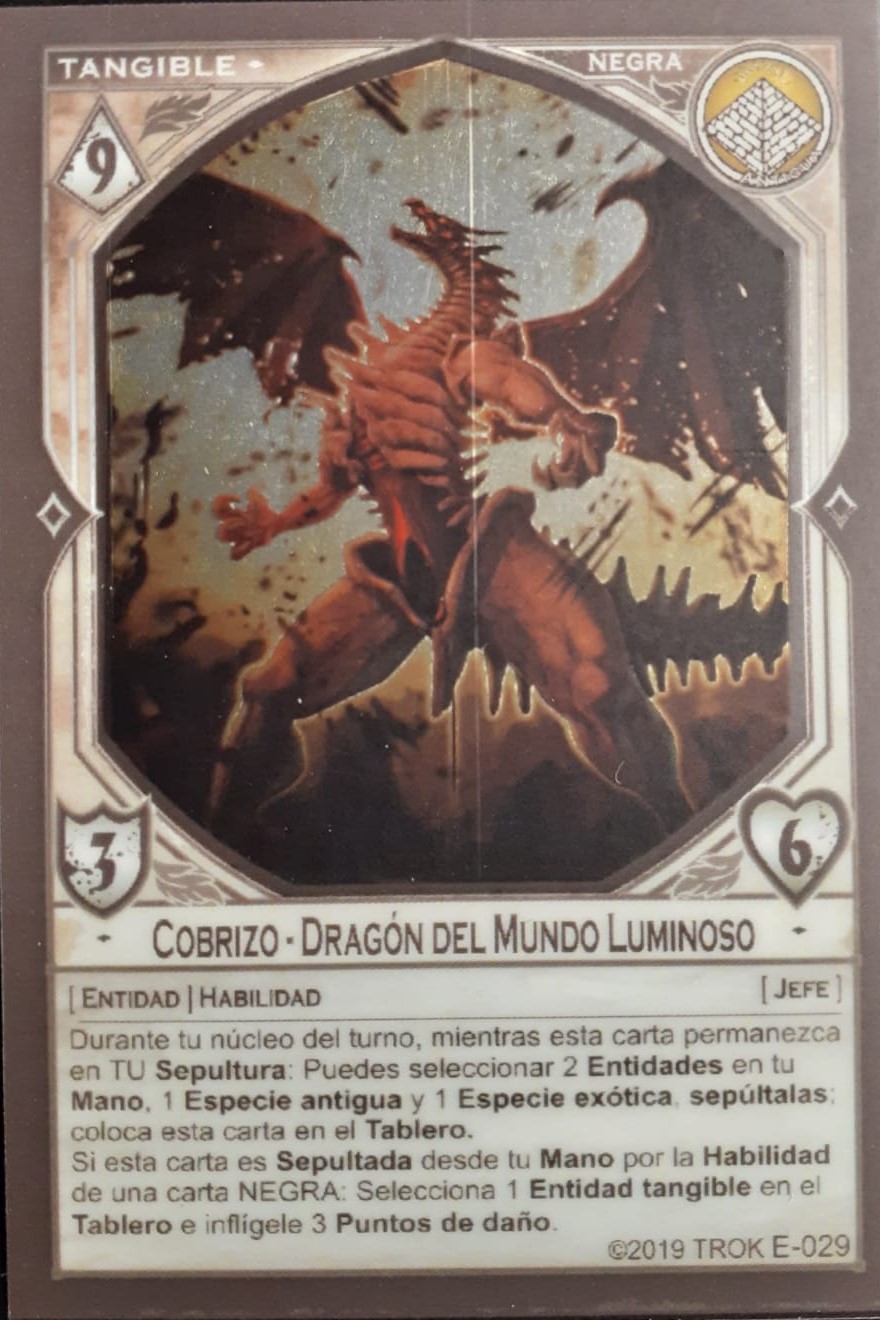 TANGIBLE
NEGRA
9
3
6
COBRIZO · DRAGÓN DEL MUNDO LUMINOSO
[ ENTIDAD | HABILIDAD
[ JEFE ]
Durante tu núcleo del turno, mientras esta carta permanezca
en TU Sepultura: Puedes seleccionar 2 Entidades en tu
Mano, 1 Especie antigua y 1 Especie exótica, sepúltalas;
coloca esta carta en el Tablero.
Si esta carta es Sepultada desde tu Mano por la Habilidad
de una carta NEGRA: Selecciona 1 Entidad tangible en el
Tablero e inflígele 3 Puntos de daño.
©2019 TROK E-029